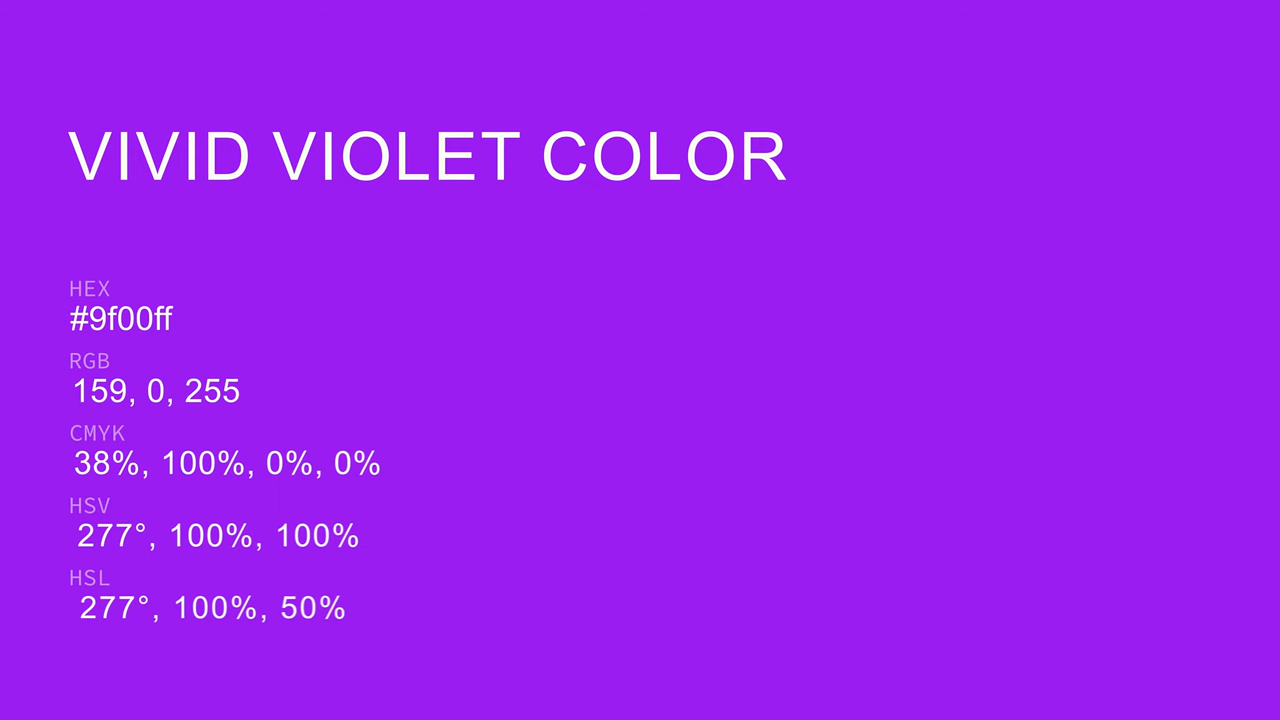 VIVID VIOLET COLOR
HEX
#9f00ff
RGB
159, 0, 255
CMYK
38%, 100%, 0%, 0%
HSV
277°, 100%, 100%
HSL
277°, 100%, 50%